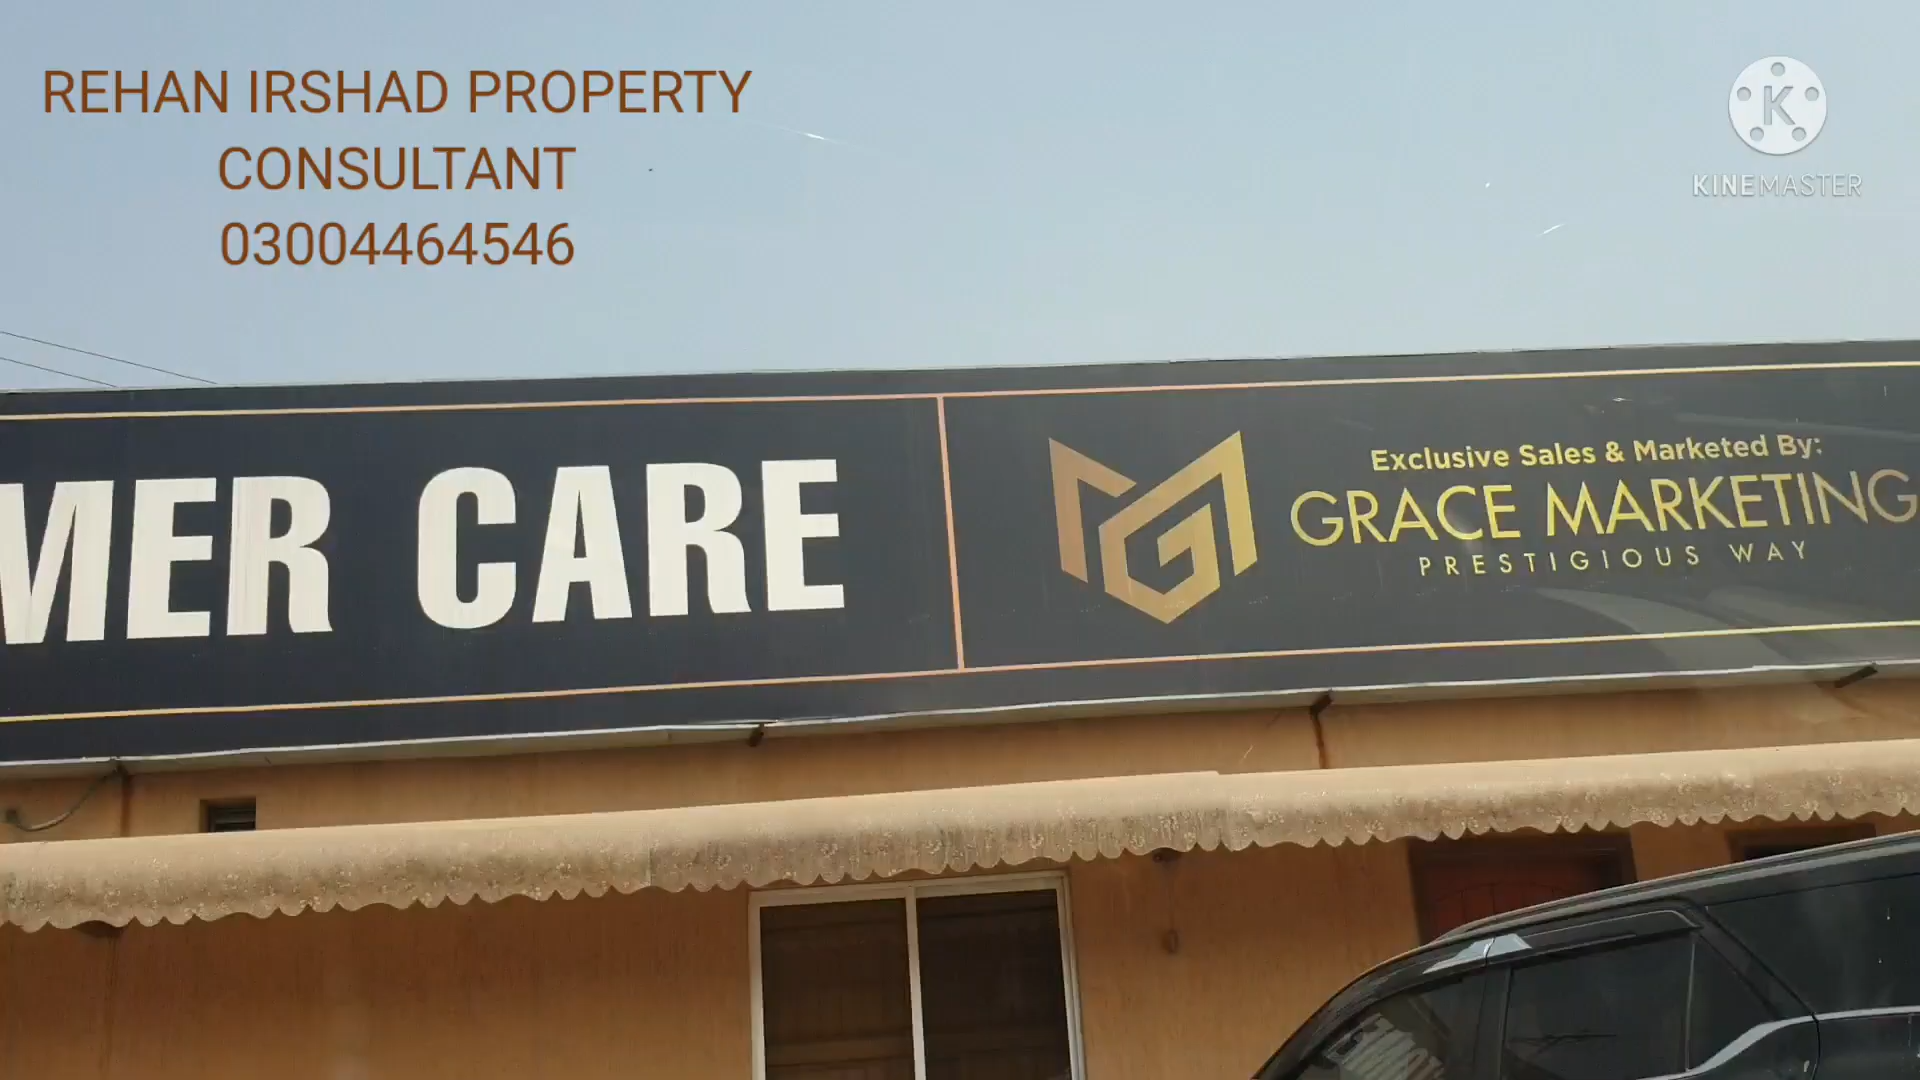 REHAN IRSHAD PROPERTY
CONSULTANT
03004464546
K
KINEMASTER
MER CARE
Exclusive Sales & Marketed By:
GRACE MARKETING
PRESTIGIOUS WAY